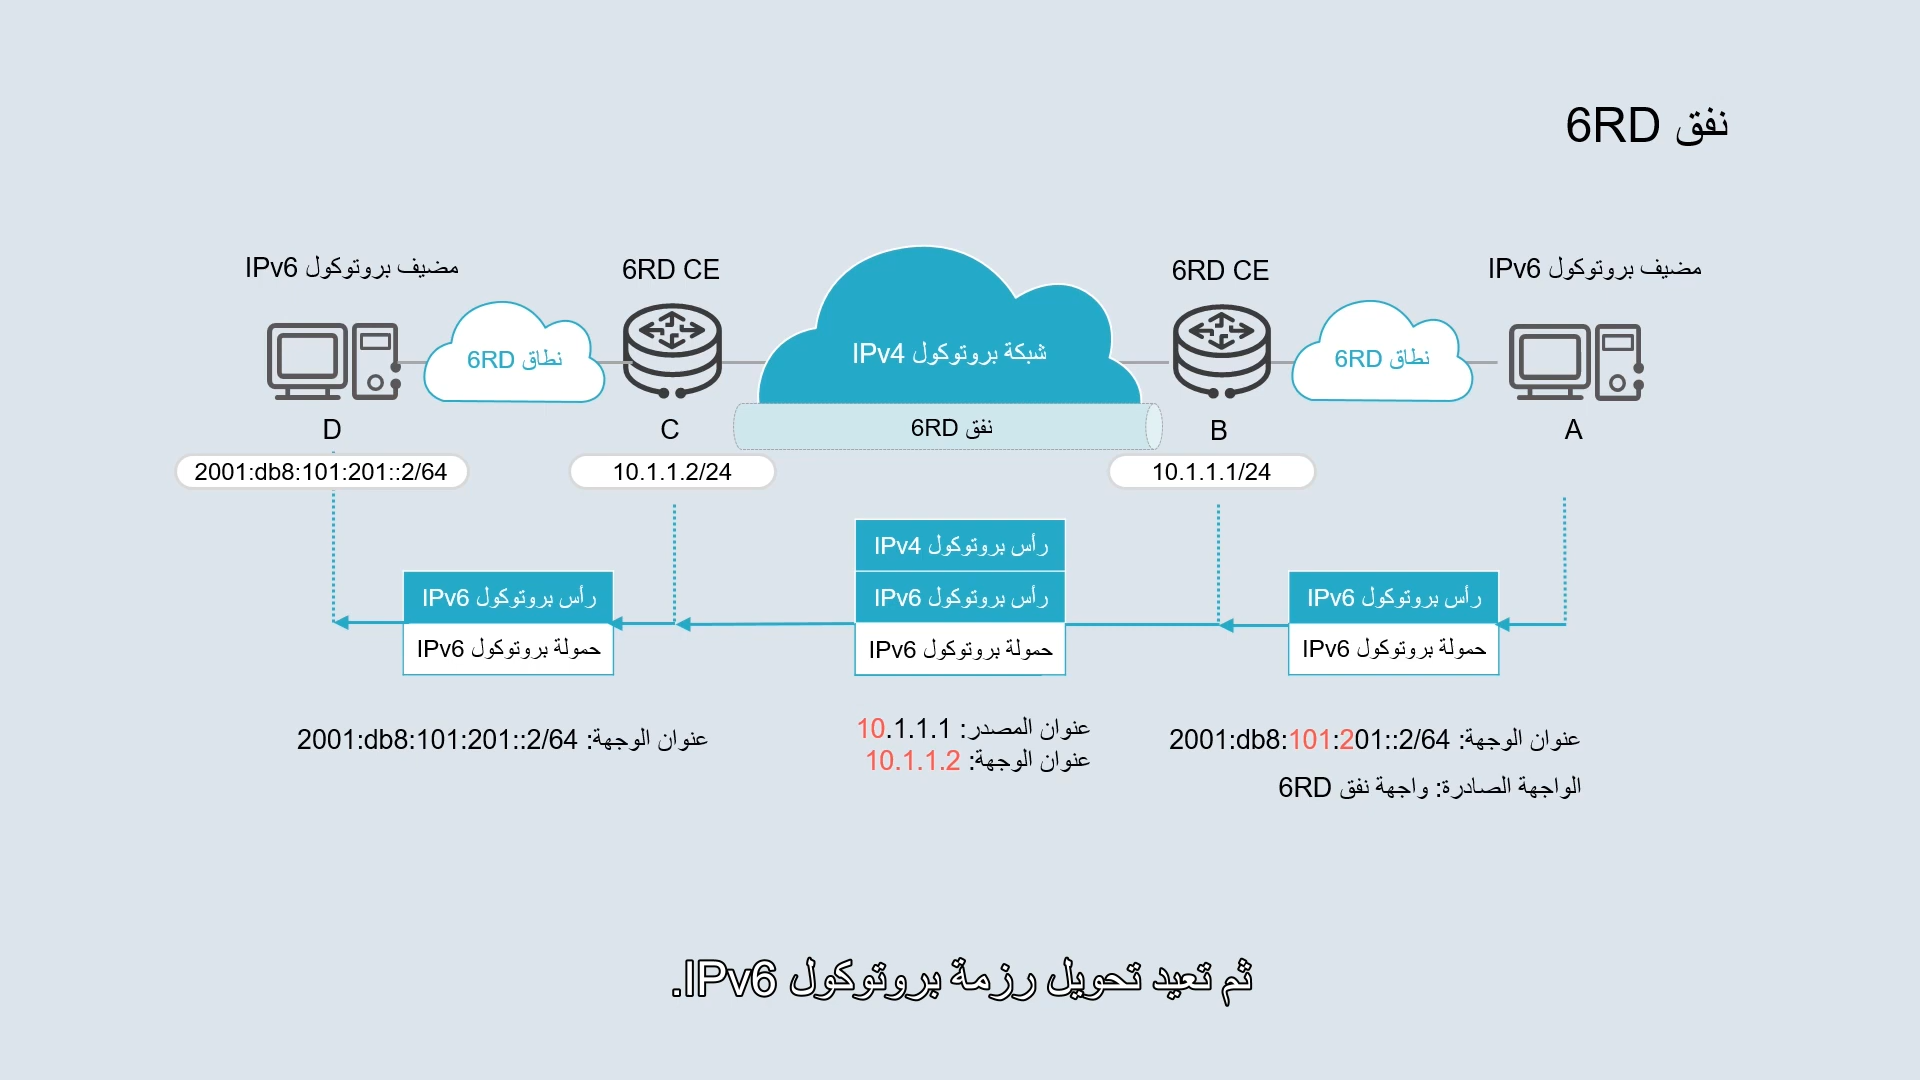 نفق 6RD
مضيف بروتوكول IPv6
6RD CE
6RD CE
مضيف بروتوكول IPv6
نطاق 6RD
شبكة بروتوكول IPv4
نطاق 6RD
A
B
نفق 6RD
C
D
10.1.1.1/24
10.1.1.2/24
2001:db8:101:201::2/64
رأس بروتوكول IPv6
حمولة بروتوكول IPv6
رأس بروتوكول IPv4
رأس بروتوكول IPv6
حمولة بروتوكول IPv6
رأس بروتوكول IPv6
حمولة بروتوكول IPv6
عنوان الوجهة: 2001:db8:101:201::2/64
الواجهة الصادرة: واجهة نفق 6RD
عنوان المصدر: 10.1.1.1
عنوان الوجهة: 10.1.1.2
عنوان الوجهة: 2001:db8:101:201::2/64
ثم تعيد تحويل رزمة بروتوكول IPv6.